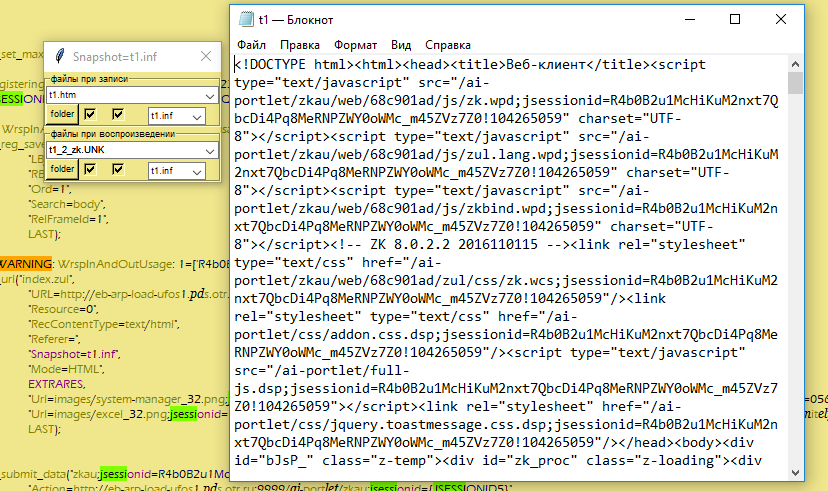 _set_max
gistering
SESSIONID
WrspInAndOutUsage
_reg_save
"LB
"RB
"Ord=1",
"Search=body",
"RelFrameId=1",
LAST);
WARNING: WrspInAndOutUsage: 1=['R4b0B
_url("index.zul",
"URL=http://eb-arp-load-ufos1.pds.otr
"Resource=0",
"RecContentType=text/html",
"Referer=",
"Snapshot=t1.inf",
"Mode=HTML",
EXTRARES,
"Url=images/system-manager_32.png;
"Url=images/excel_32.png;jsessionid=
LAST);
_submit_data("zkau;jsessionid=R4b0B2u1Mc
"Action=http://eb-arp-load-ufos1.pds.otr.ru:9999/ai-portlet/zkau;jsessionid={JSESSIONID5}"
Snapshot=t1.inf
файлы при записи
t1.htm
folder
t1.inf
файлы при воспроизведении
t1_2_zk.UNK
folder
t1.inf
t1 — Блокнот
Файл Правка Формат Вид Справка
<!DOCTYPE html><html><head><title>Веб-клиент</title><script
type="text/javascript" src="/ai-
portlet/zkau/web/68c901ad/js/zk.wpd;jsessionid=R4b0B2u1McHiKuM2nxt7Q
bcDi4Pq8MeRNPZWY0oWMc_m45ZVz7Z0!104265059" charset="UTF-
8"></script><script type="text/javascript" src="/ai-
portlet/zkau/web/68c901ad/js/zul.lang.wpd;jsessionid=R4b0B2u1McHiKuM
2nxt7QbcDi4Pq8MeRNPZWY0oWMc_m45ZVz7Z0!104265059" charset="UTF-
8"></script><script type="text/javascript" src="/ai-
portlet/zkau/web/68c901ad/js/zkbind.wpd;jsessionid=R4b0B2u1McHiKuM2n
xt7QbcDi4Pq8MeRNPZWY0oWMc_m45ZVz7Z0!104265059" charset="UTF-
8"></script><!-- ZK 8.0.2.2 2016110115 --><link rel="stylesheet"
type="text/css" href="/ai-
portlet/zkau/web/68c901ad/zul/css/zk.wcs;jsessionid=R4b0B2u1McHiKuM2
nxt7QbcDi4Pq8MeRNPZWY0oWMc_m45ZVz7Z0!104265059"/><link
rel="stylesheet" type="text/css" href="/ai-
portlet/css/addon.css.dsp;jsessionid=R4b0B2u1McHiKuM2nxt7QbcDi4Pq8Me
RNPZWY0oWMc_m45ZVz7Z0!104265059"/><script type="text/javascript"
src="/ai-portlet/full-
js.dsp;jsessionid=R4b0B2u1McHiKuM2nxt7QbcDi4Pq8MeRNPZWY0oWMc_m45ZVz7
Z0!104265059"></script><link rel="stylesheet" href="/ai-
portlet/css/jquery.toastmessage.css.dsp;jsessionid=R4b0B2u1McHiKuM2n
xt7QbcDi4Pq8MeRNPZWY0oWMc_m45ZVz7Z0!104265059"/></head><body><div
id="bJsP_" class="z-temp"><div id="zk_proc" class="z-loading"><div